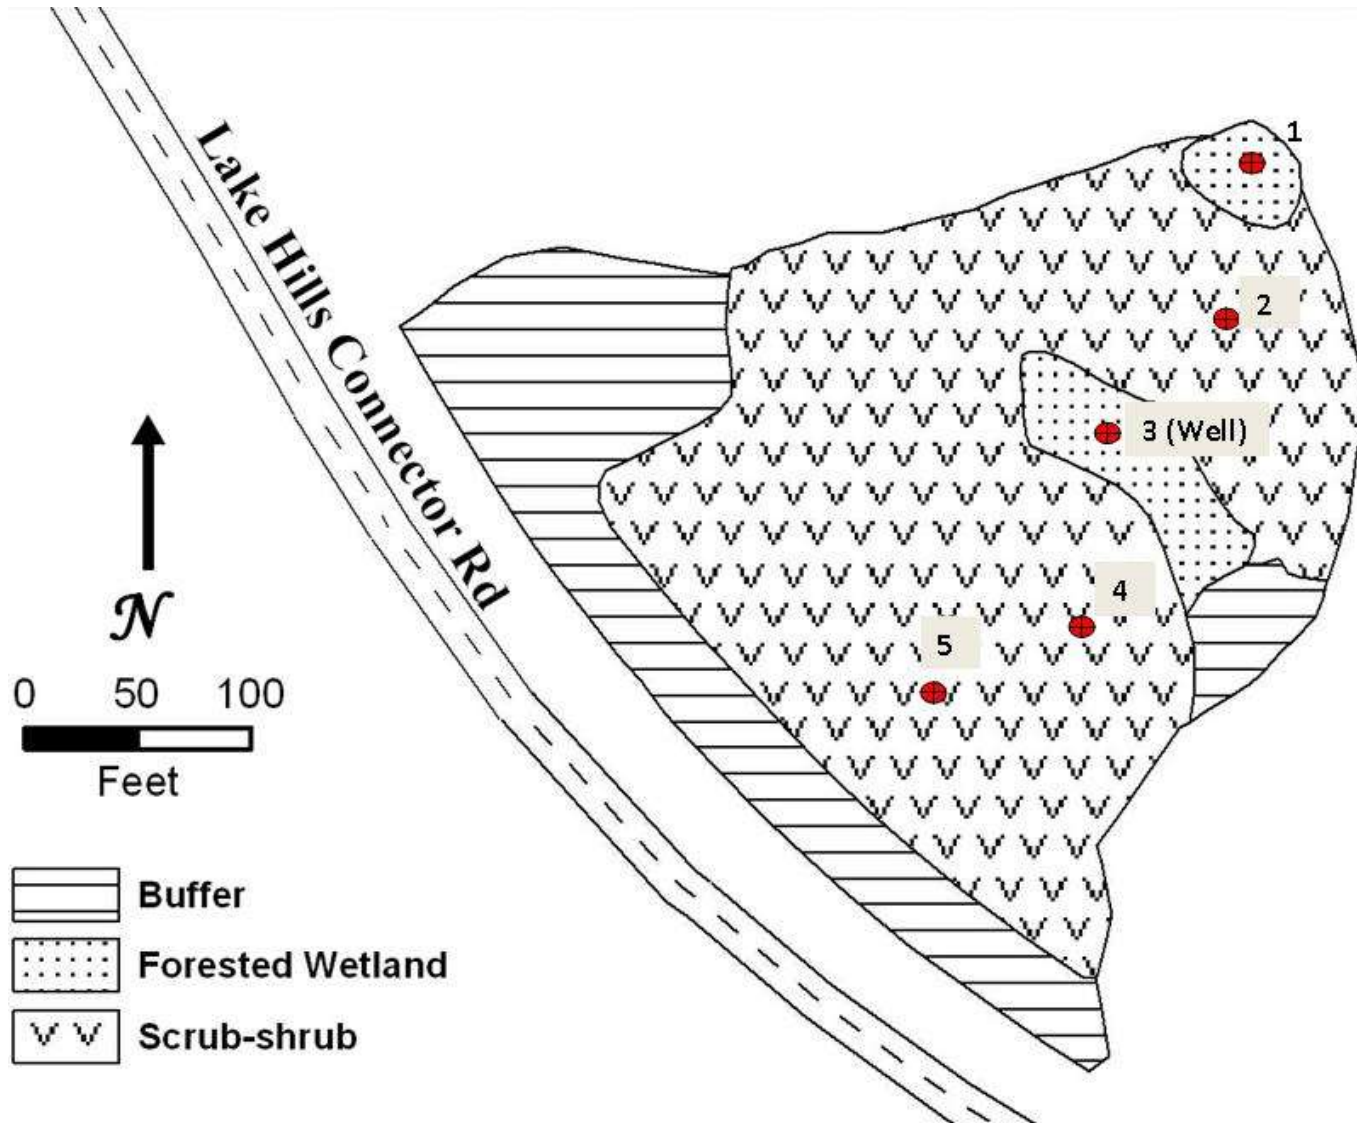 1
Lake Hills Connector Rd
2
3 (Well)
4
N
5
0 50 100
Feet
Buffer
Forested Wetland
Scrub-shrub